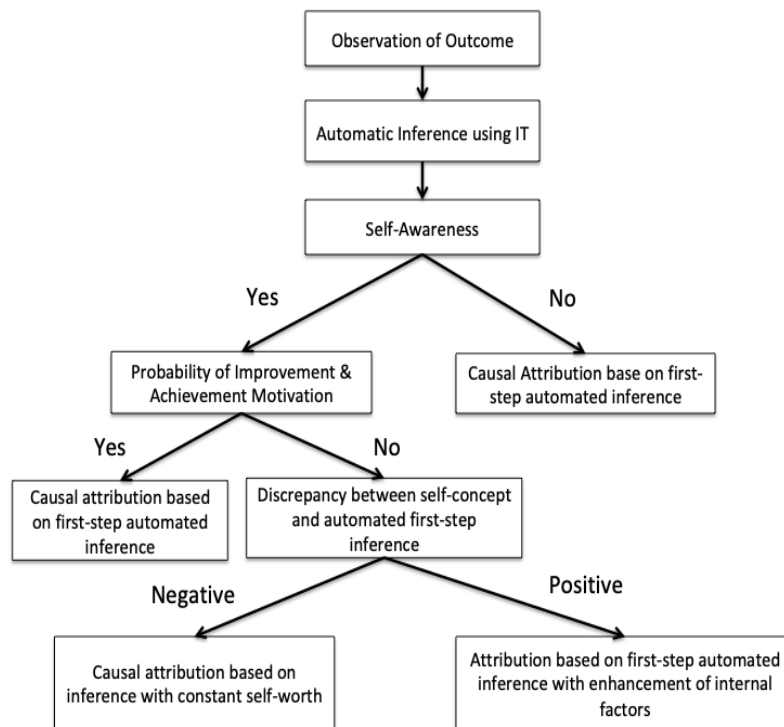 Observation of Outcome
Automatic Inference using IT
Self-Awareness
Yes
No
Probability of Improvement &
Achievement Motivation
Causal Attribution base on first-
step automated inference
Yes
No
Causal attribution based
on first-step automated
inference
Discrepancy between self-concept
and automated first-step
inference
Negative
Positive
Causal attribution based on
inference with constant self-worth
Attribution based on first-step automated
inference with enhancement of internal
factors